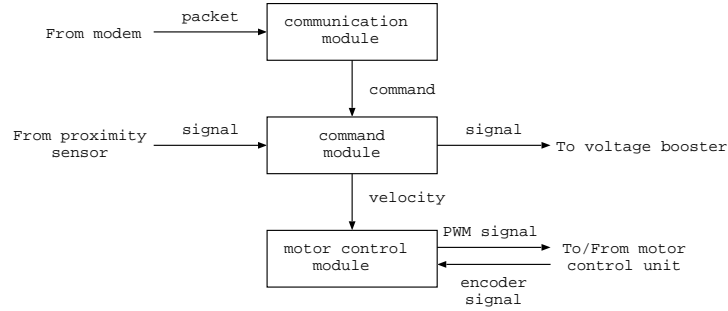 packet
From modem
communication
module
command
From proximity
sensor
signal
command
module
signal
To voltage booster
velocity
PWM signal
motor control
module
To/From motor
control unit
encoder
signal